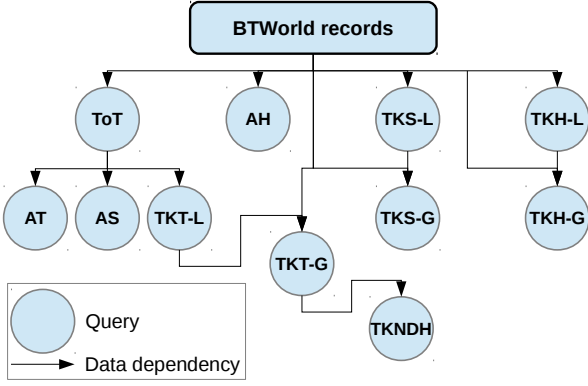 BTWorld records
ToT
AH
TKS-L
TKH-L
AT
AS
TKT-L
TKS-G
TKH-G
TKT-G
TKNDH
Query
Data dependency